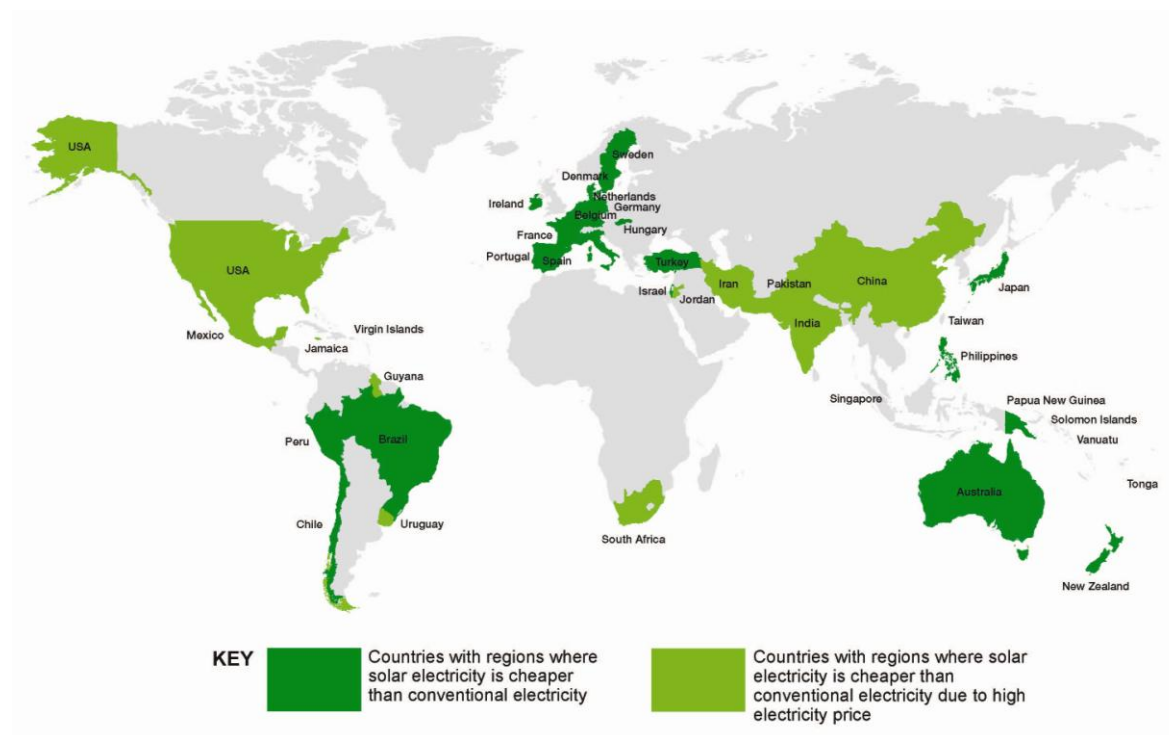 USA
Sweden
Denmark
Netherlands
Ireland
Germany
Belgium
Hungary
France
Portugal
Spain
Turkey
USA
Iran
Pakistan
China
Israel
Jordan
Japan
India
Taiwan
Mexico
Virgin Islands
Jamaica
Philippines
Guyana
Singapore
Papua New Guinea
Solomon Islands
Peru
Brazil
Vanuatu
Tonga
Australia
Chile
Uruguay
South Africa
New Zealand
KEY
Countries with regions where
solar electricity is cheaper
than conventional electricity
Countries with regions where solar
electricity is cheaper than
conventional electricity due to high
electricity price